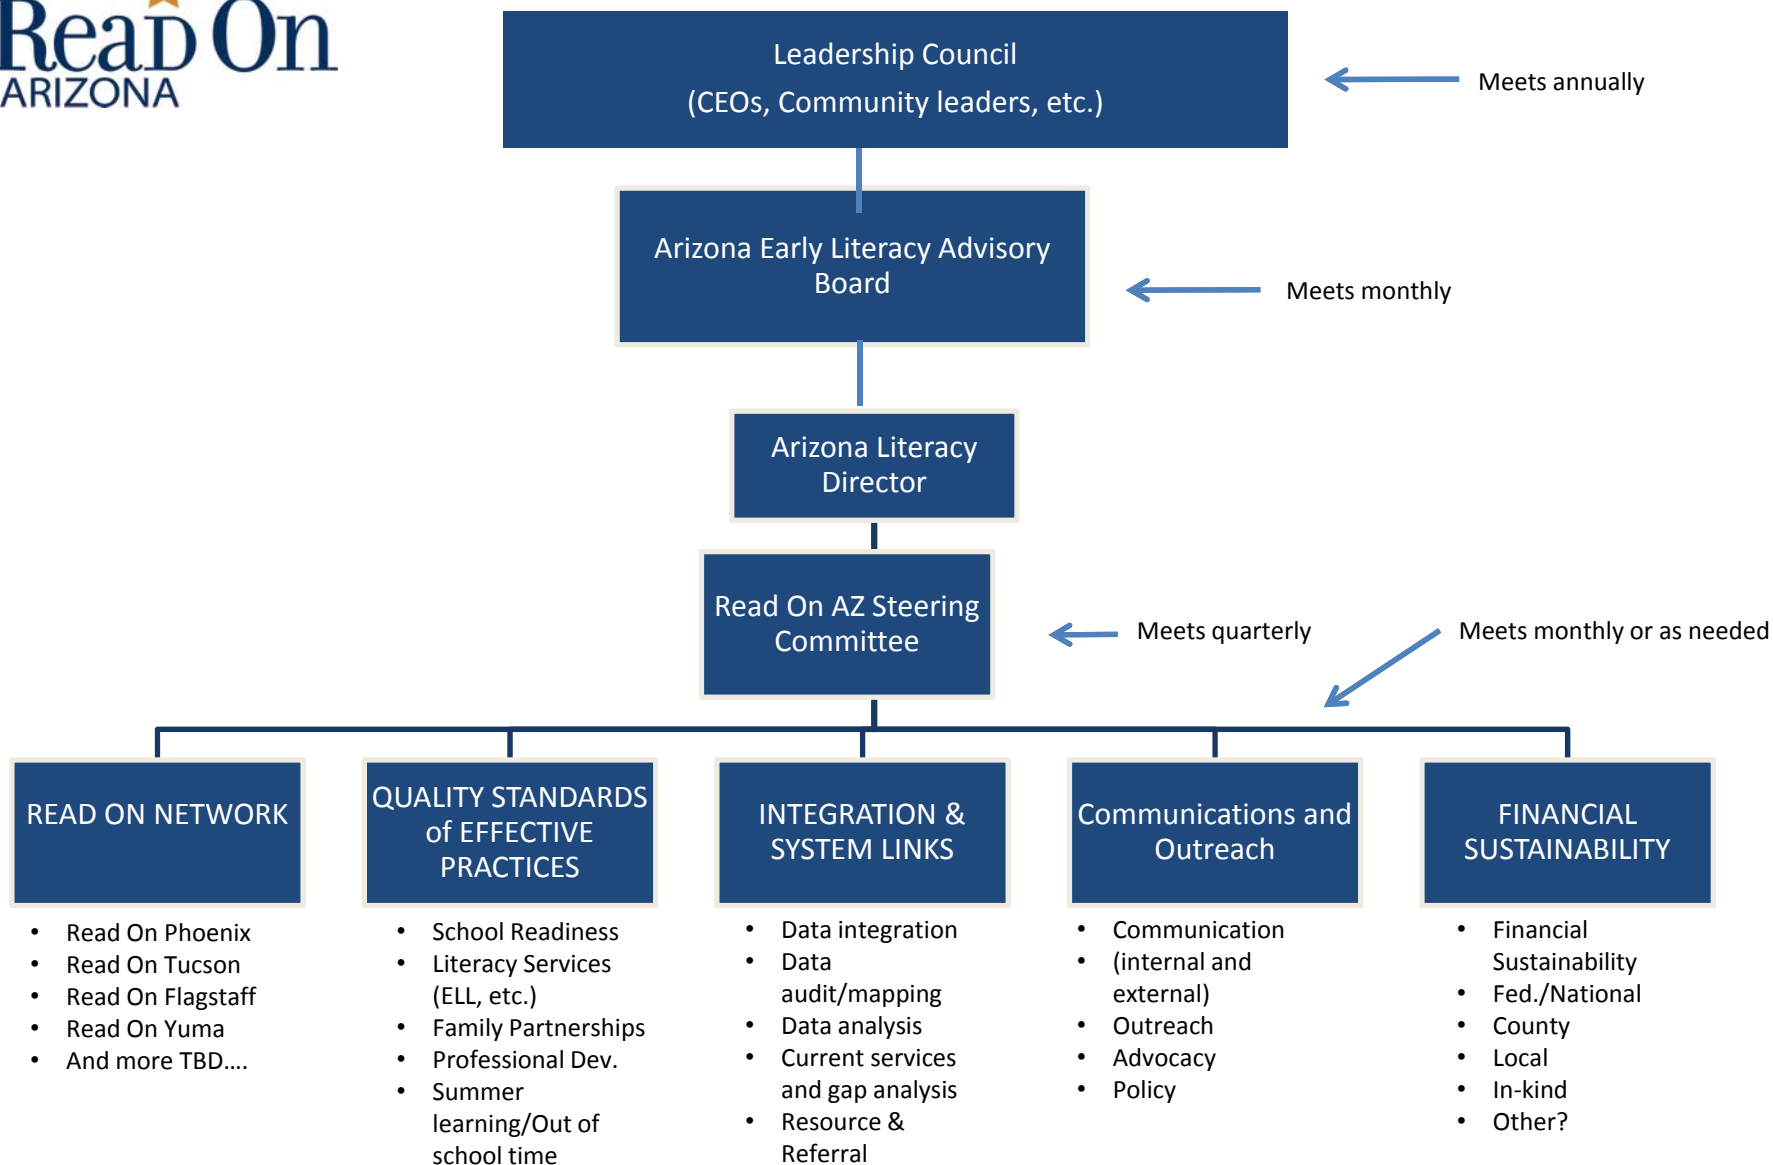 ReaD On
ARIZONA
Leadership Council
(CEOs, Community leaders, etc.)
Meets annually
Arizona Early Literacy Advisory
Board
Meets monthly
Arizona Literacy
Director
Read On AZ Steering
Committee
Meets quarterly
Meets monthly or as needed
READ ON NETWORK
• Read On Phoenix
• Read On Tucson
• Read On Flagstaff
• Read On Yuma
• And more TBD....
QUALITY STANDARDS
of EFFECTIVE
PRACTICES
• School Readiness
• Literacy Services
(ELL, etc.)
• Family Partnerships
• Professional Dev.
• Summer
learning/Out of
school time
INTEGRATION &
SYSTEM LINKS
• Data integration
• Data
audit/mapping
• Data analysis
• Current services
and gap analysis
• Resource &
Referral
Communications and
Outreach
• Communication
• (internal and
external)
• Outreach
• Advocacy
• Policy
FINANCIAL
SUSTAINABILITY
• Financial
Sustainability
• Fed./National
• County
• Local
• In-kind
• Other?